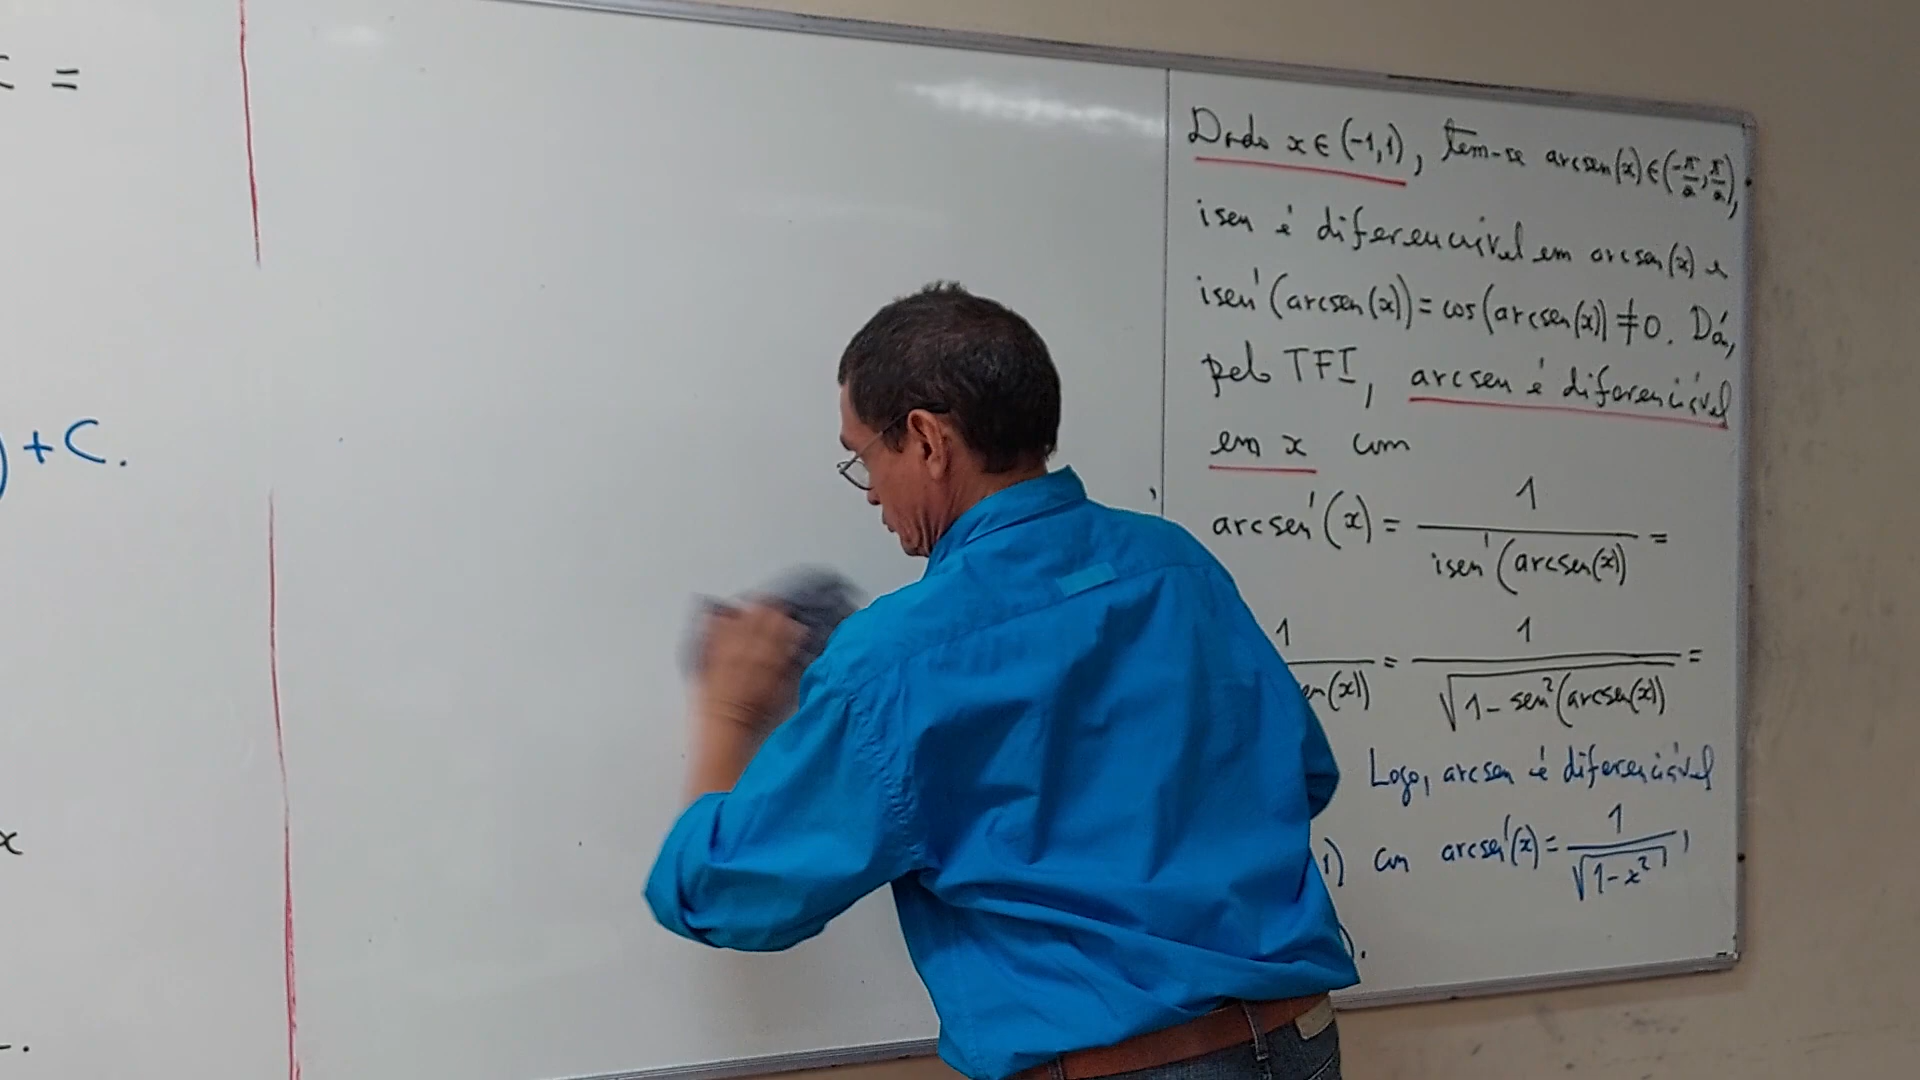 =
) + C.
x
Dado x ∈ (-1,1), tem-se arcsen(x) ∈ (-π/2, π/2),
isen é diferenciável em arcsen(x) e
isen'(arcsen(x)) = cos(arcsen(x)) ≠ 0. Daí,
pelo TFI, arcsen é diferenciável
em x com
arcsen'(x) = 1/(isen'(arcsen(x))) =
1/(en(x)) = 1/√(1 - sen²(arcsen(x))) =
Logo, arcsen é diferenciável
1) com arcsen'(x) = 1/√(1-x²),
).